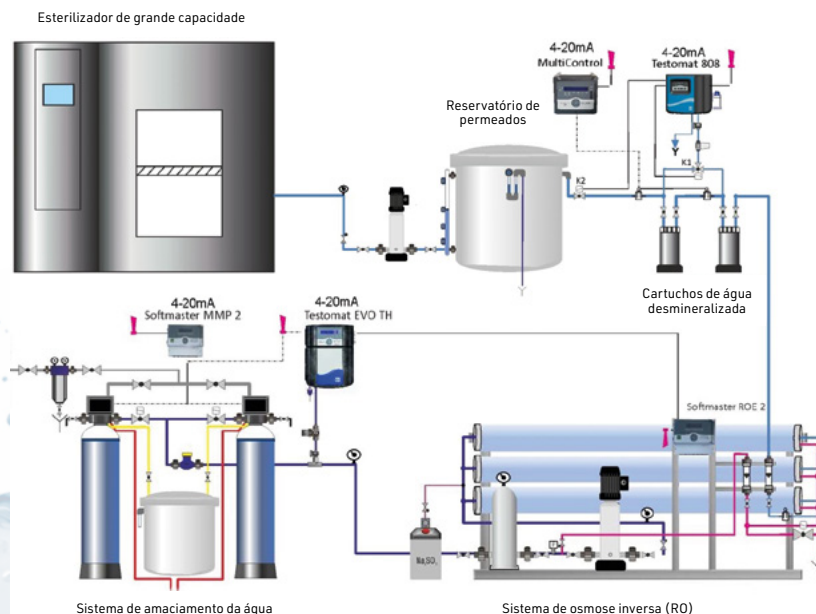 Esterilizador de grande capacidade
4-20mA
MultiControl
4-20mA
Testomat 808
Reservatório de
permeados
K1
K2
Y
Y
Cartuchos de água
desmineralizada
4-20mA
Softmaster MMP 2
4-20mA
Testomat EVO TH
Softmaster ROE 2
Sistema de amaciamento da água
Sistema de osmose inversa (RO)